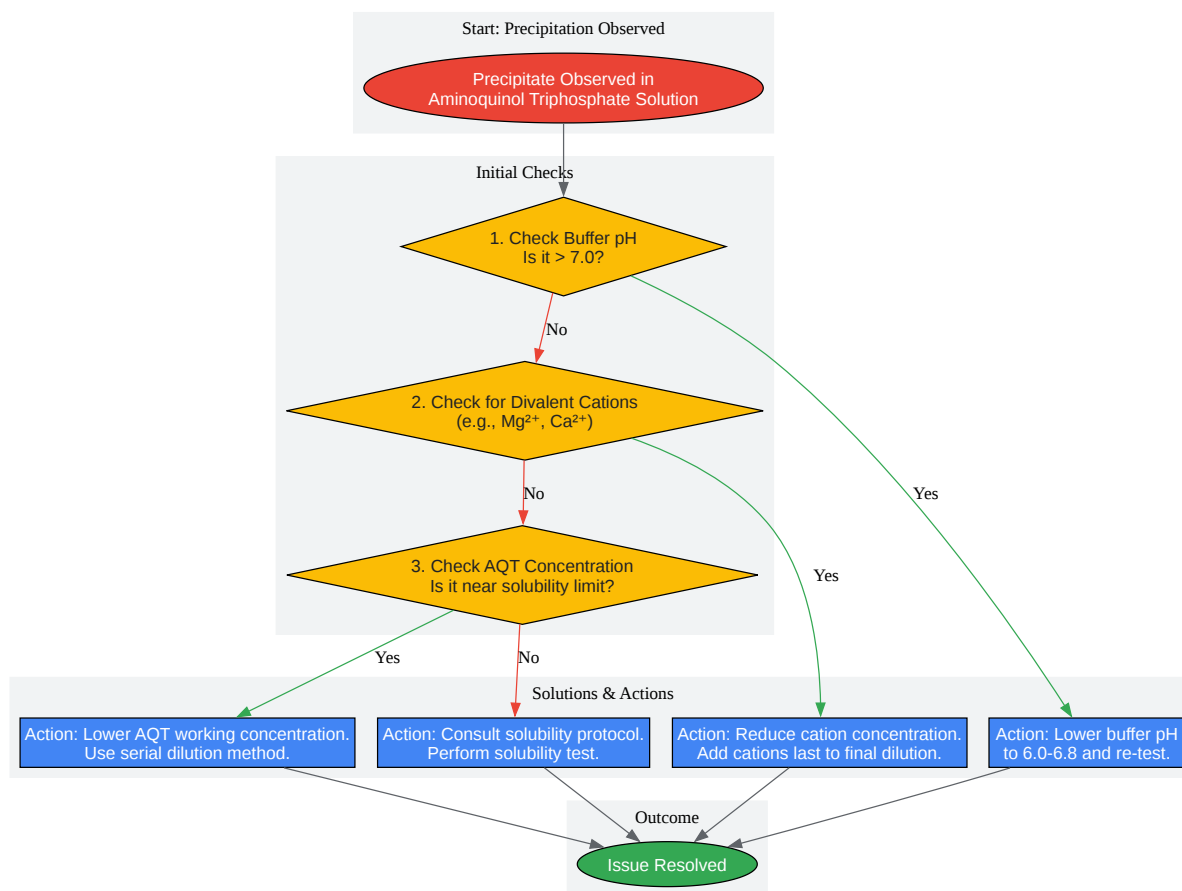 Start: Precipitation Observed
Precipitate Observed in
Aminoquinol Triphosphate Solution
Initial Checks
1. Check Buffer pH
Is it > 7.0?
No
2. Check for Divalent Cations
(e.g., Mg²⁺, Ca²⁺)
No
Yes
3. Check AQT Concentration
Is it near solubility limit?
Yes
Yes
No
Solutions & Actions
Action: Lower AQT working concentration.
Use serial dilution method.
Action: Consult solubility protocol.
Perform solubility test.
Action: Reduce cation concentration.
Add cations last to final dilution.
Action: Lower buffer pH
to 6.0-6.8 and re-test.
Outcome
Issue Resolved